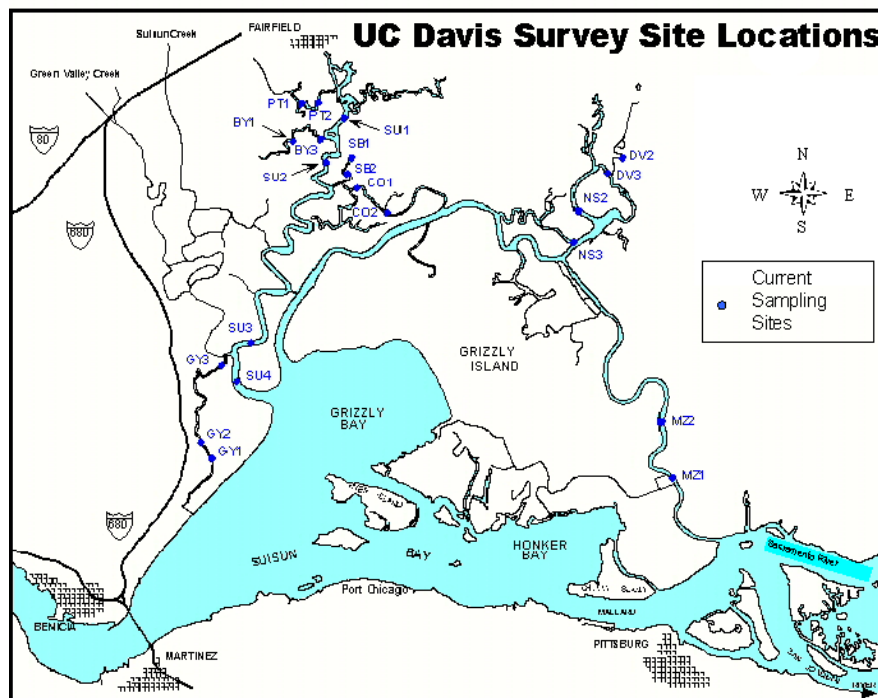 UC Davis Survey Site Locations
FAIRFIELD
Suisun Creek
Green Valley Creek
80
PT1
PT2
BY1
SU1
BY3
SB1
SU2
SB2
CO1
CO2
DV2
DV3
NS2
NS3
N
W
E
S
680
Current
Sampling
Sites
SU3
GY3
SU4
GRIZZLY
ISLAND
GRIZZLY
BAY
MZ2
GY2
GY1
MZ1
680
SUISUN
BAY
HONKER
BAY
Sacramento River
Port Chicago
MALLARD
BENICIA
PITTSBURG
MARTINEZ
RIVER